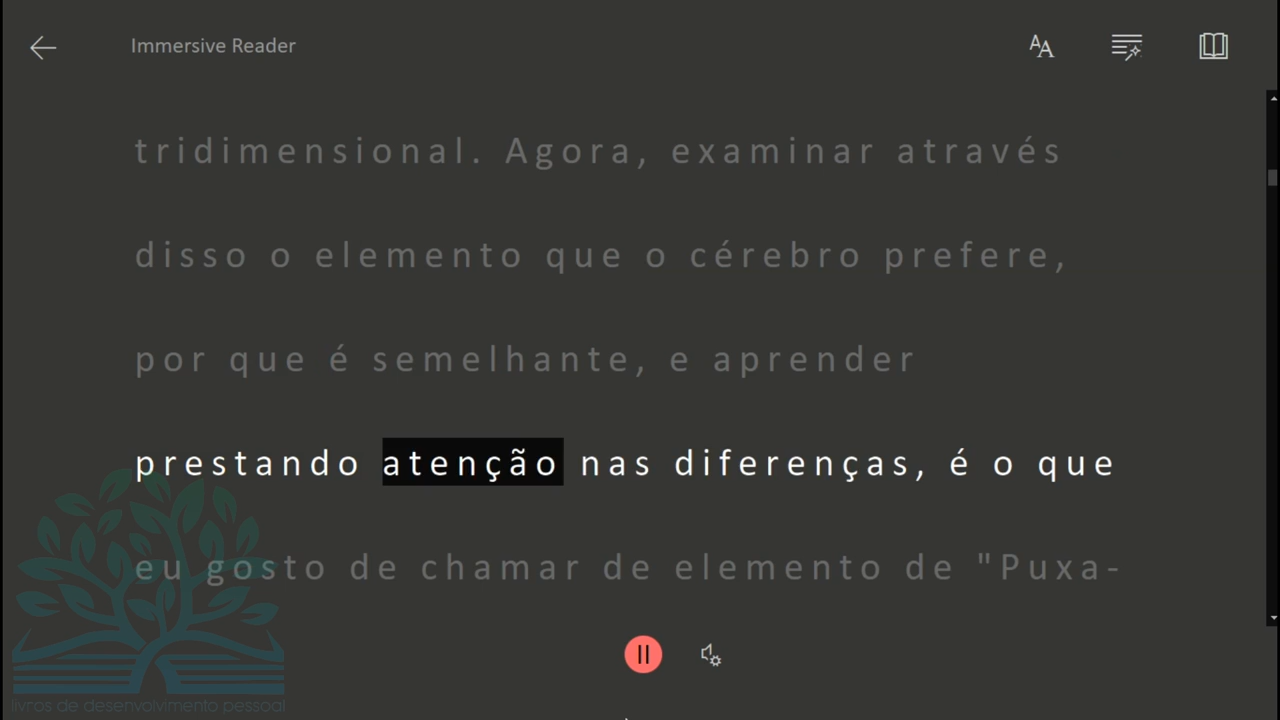 Immersive Reader
tridimensional. Agora, examinar através
disso o elemento que o cérebro prefere,
por que é semelhante, e aprender
prestando atenção nas diferenças, é o que
eu gosto de chamar de elemento de "Puxa-
livros de desenvolvimento pessoal